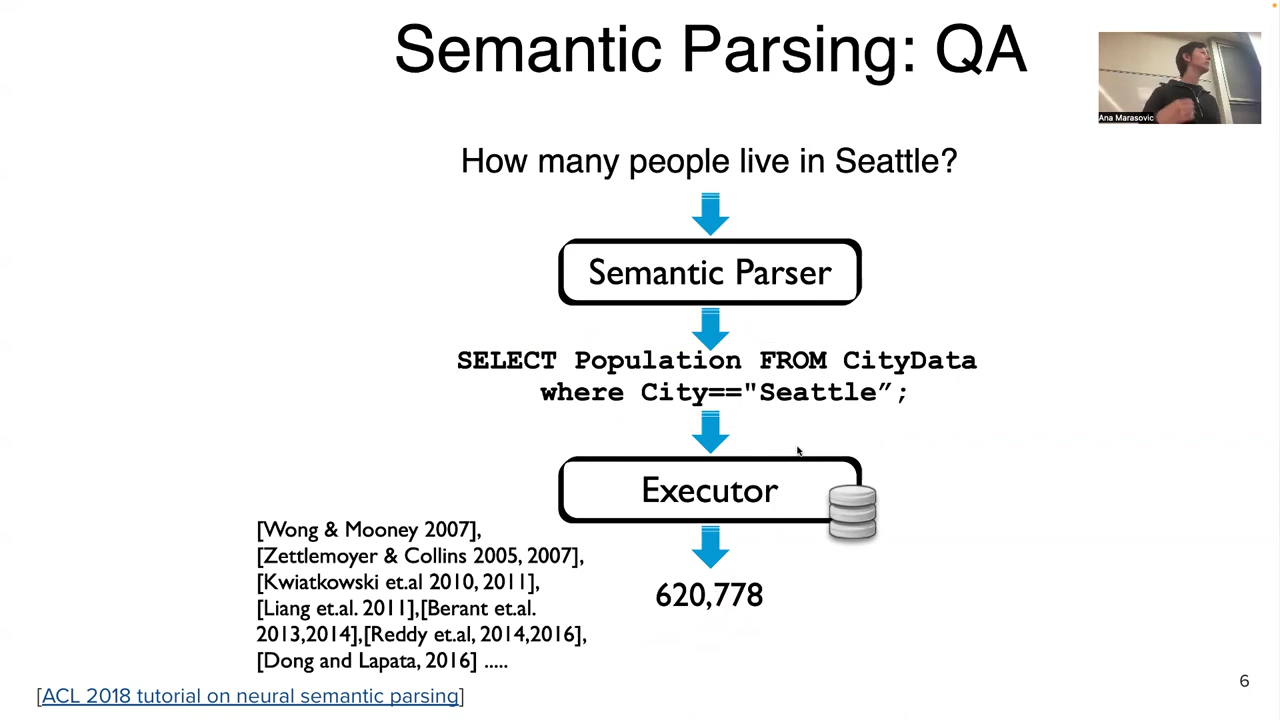 Semantic Parsing: QA
Ana Marasovic
How many people live in Seattle?
Semantic Parser
SELECT Population FROM CityData
where City=="Seattle”;
Executor
[Wong & Mooney 2007],
[Zettlemoyer & Collins 2005, 2007],
[Kwiatkowski et.al 2010, 2011],
[Liang et.al. 2011],[Berant et.al.
2013,2014],[Reddy et.al, 2014,2016],
[Dong and Lapata, 2016] .....
620,778
[ACL 2018 tutorial on neural semantic parsing]
6